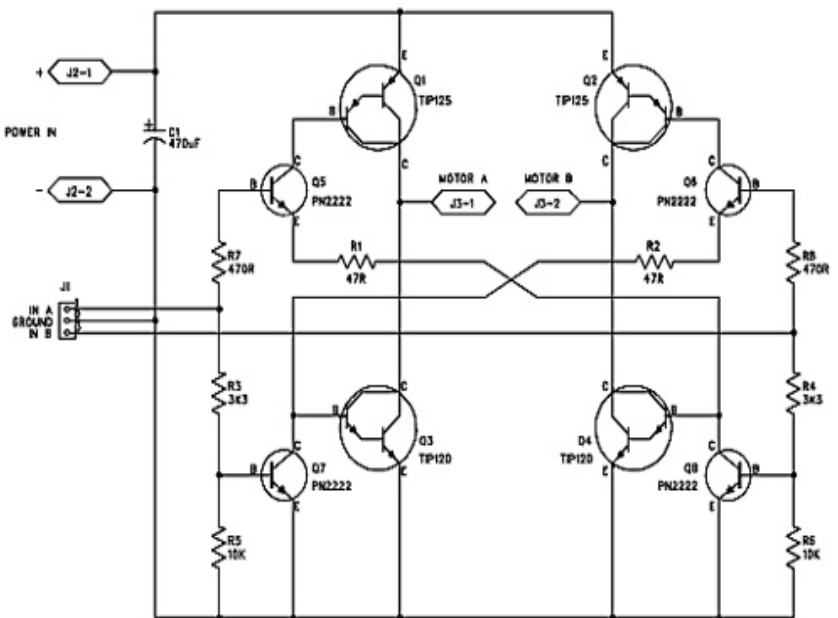 E
E
Q1
TIP125
Q2
TIP125
+
J2-1
B
B
POWER IN
+
C1
470uF
C
C
C
C
-
J2-2
B
Q5
PN2222
MOTOR A
J3-1
MOTOR B
J3-2
Q6
PN2222
B
E
E
R7
470R
R1
47R
R2
47R
R8
470R
J1
IN A
GROUND
IN B
R3
3K3
R4
3K3
C
C
B
B
Q3
TIP120
D4
TIP120
C
C
B
Q7
PN2222
E
E
Q8
PN2222
B
E
E
R5
10K
R6
10K